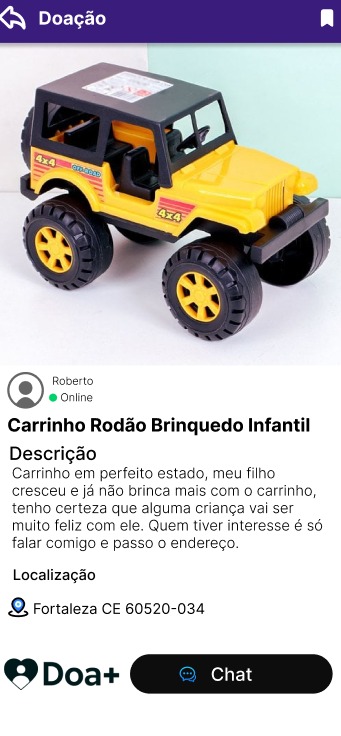 Doação
4x4
OFF-ROAD
4x4
Roberto
Online
Carrinho Rodão Brinquedo Infantil
Descrição
Carrinho em perfeito estado, meu filho
cresceu e já não brinca mais com o carrinho,
tenho certeza que alguma criança vai ser
muito feliz com ele. Quem tiver interesse é só
falar comigo e passo o endereço.
Localização
Fortaleza CE 60520-034
Doa+
Chat